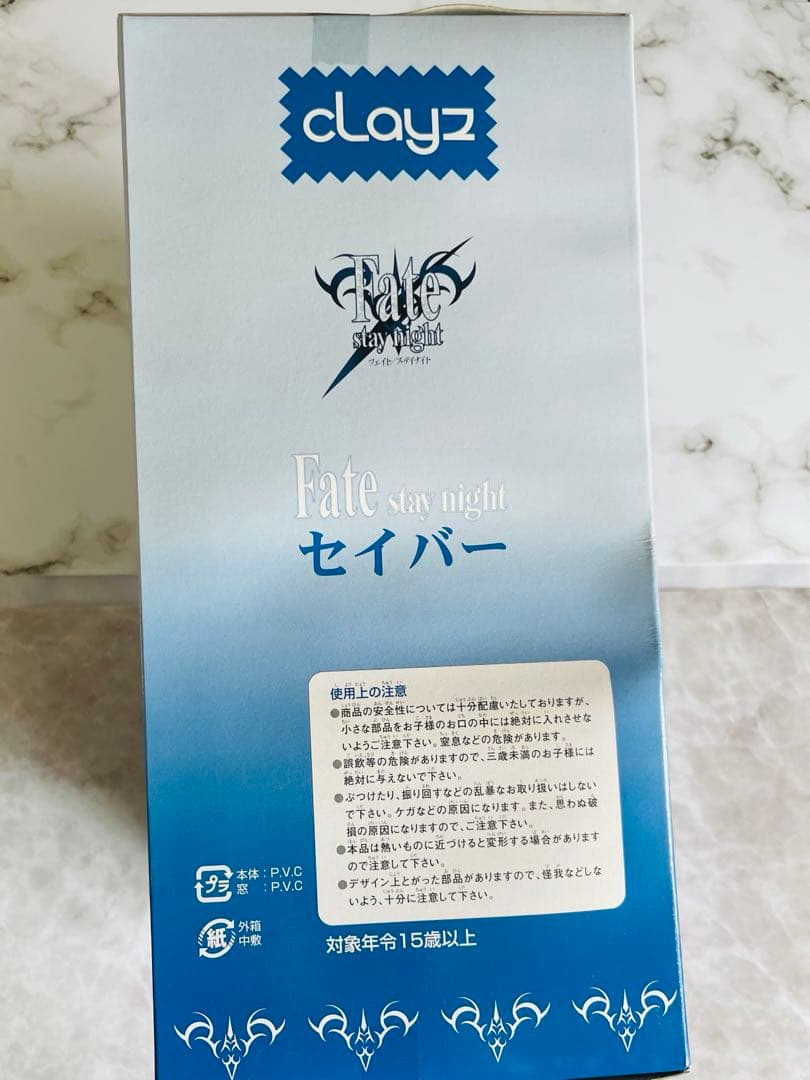 cLayz
Fate
stay night
フェイト/ステイナイト
Fate stay night
セイバー
使用上の注意
●商品の安全性については十分配慮いたしておりますが、
小さな部品をお子様のお口の中には絶対に入れさせな
いようご注意下さい。窒息などの危険があります。
●誤飲等の危険がありますので、三歳未満のお子様には
絶対に与えないで下さい。
●ぶつけたり、振り回すなどの乱暴なお取り扱いはしない
で下さい。ケガなどの原因になります。また、思わぬ破
損の原因になりますので、ご注意下さい。
●本品は熱いものに近づけると変形する場合があります
ので注意して下さい。
●デザイン上とがった部品がありますので、怪我などしな
いよう、十分に注意して下さい。
プラ 本体：P.V.C
窓　：P.V.C
紙 外箱
中敷
対象年令15歳以上